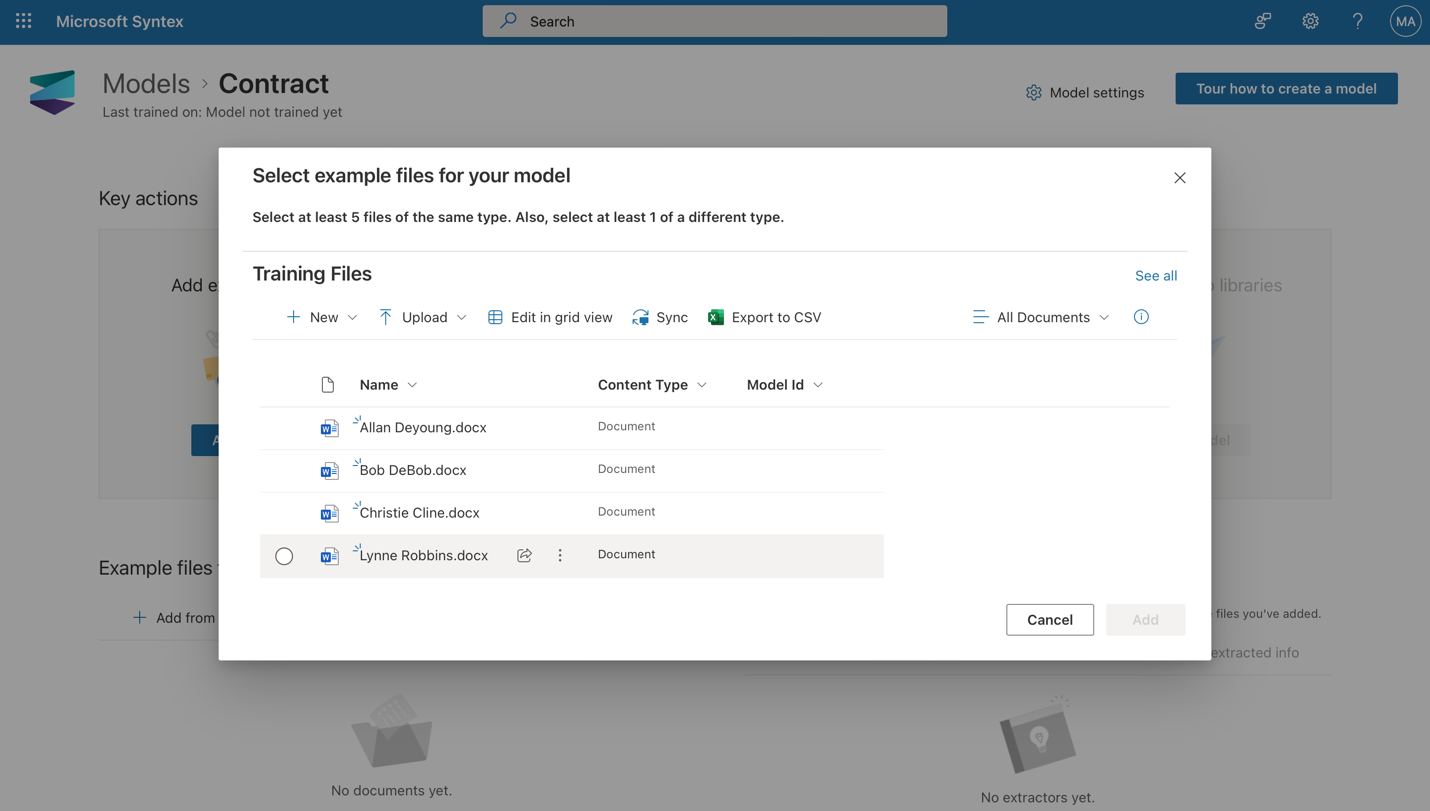 Microsoft Syntex
Search
MA
Models > Contract
Last trained on: Model not trained yet
Model settings
Tour how to create a model
Key actions
Select example files for your model
Select at least 5 files of the same type. Also, select at least 1 of a different type.
Training Files
See all
New
Upload
Edit in grid view
Sync
Export to CSV
All Documents
Name
Content Type
Model Id
Allan Deyoung.docx
Document
Bob DeBob.docx
Document
Christie Cline.docx
Document
Lynne Robbins.docx
Document
Cancel
Add
Add
libraries
Example files
Add from
files you've added.
extracted info
No documents yet.
No extractors yet.